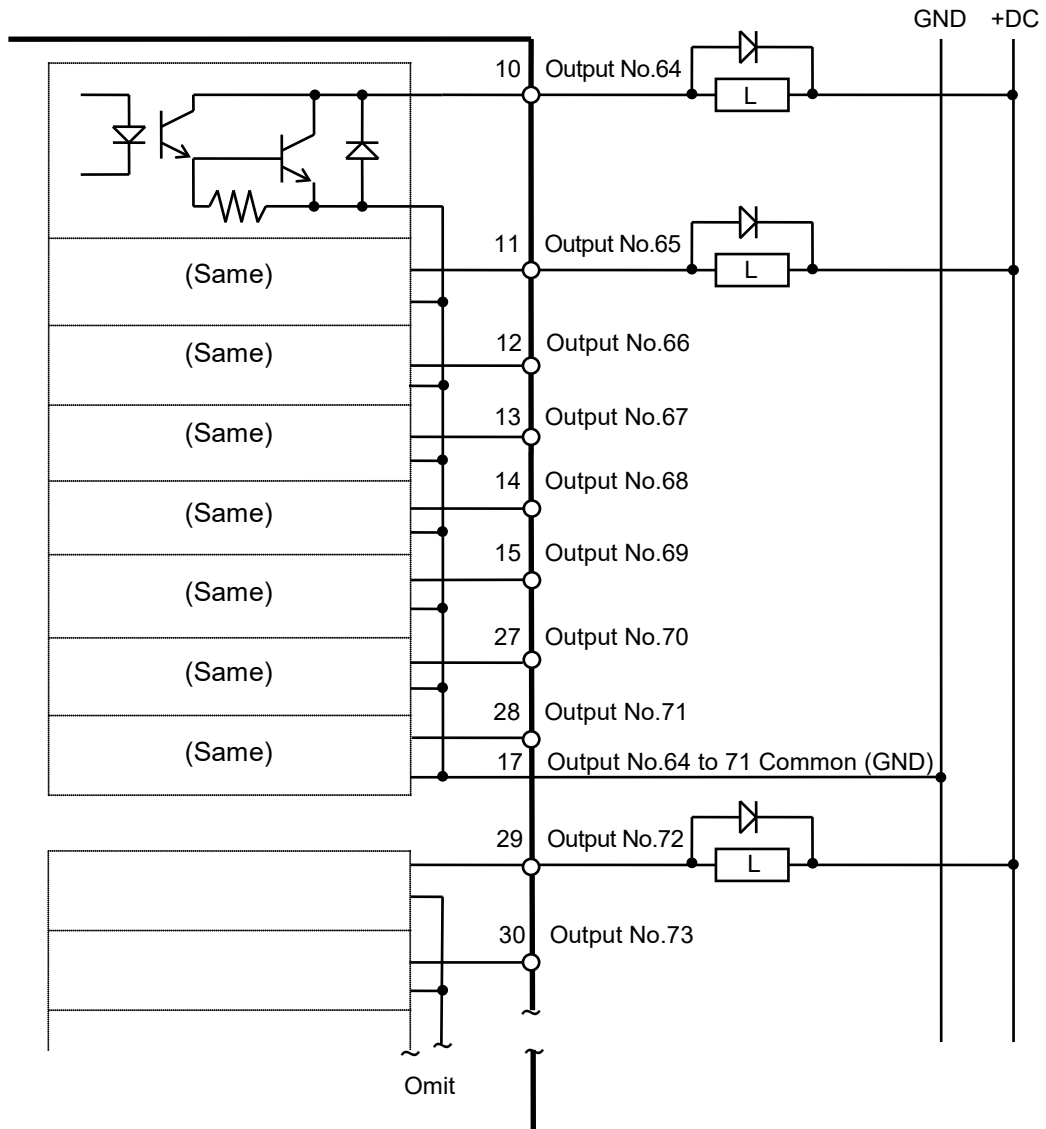 GND +DC
10 Output No.64
L
11 Output No.65
(Same)
L
12 Output No.66
(Same)
13 Output No.67
(Same)
14 Output No.68
(Same)
15 Output No.69
(Same)
27 Output No.70
(Same)
28 Output No.71
(Same)
17 Output No.64 to 71 Common (GND)
29 Output No.72
L
30 Output No.73
Omit